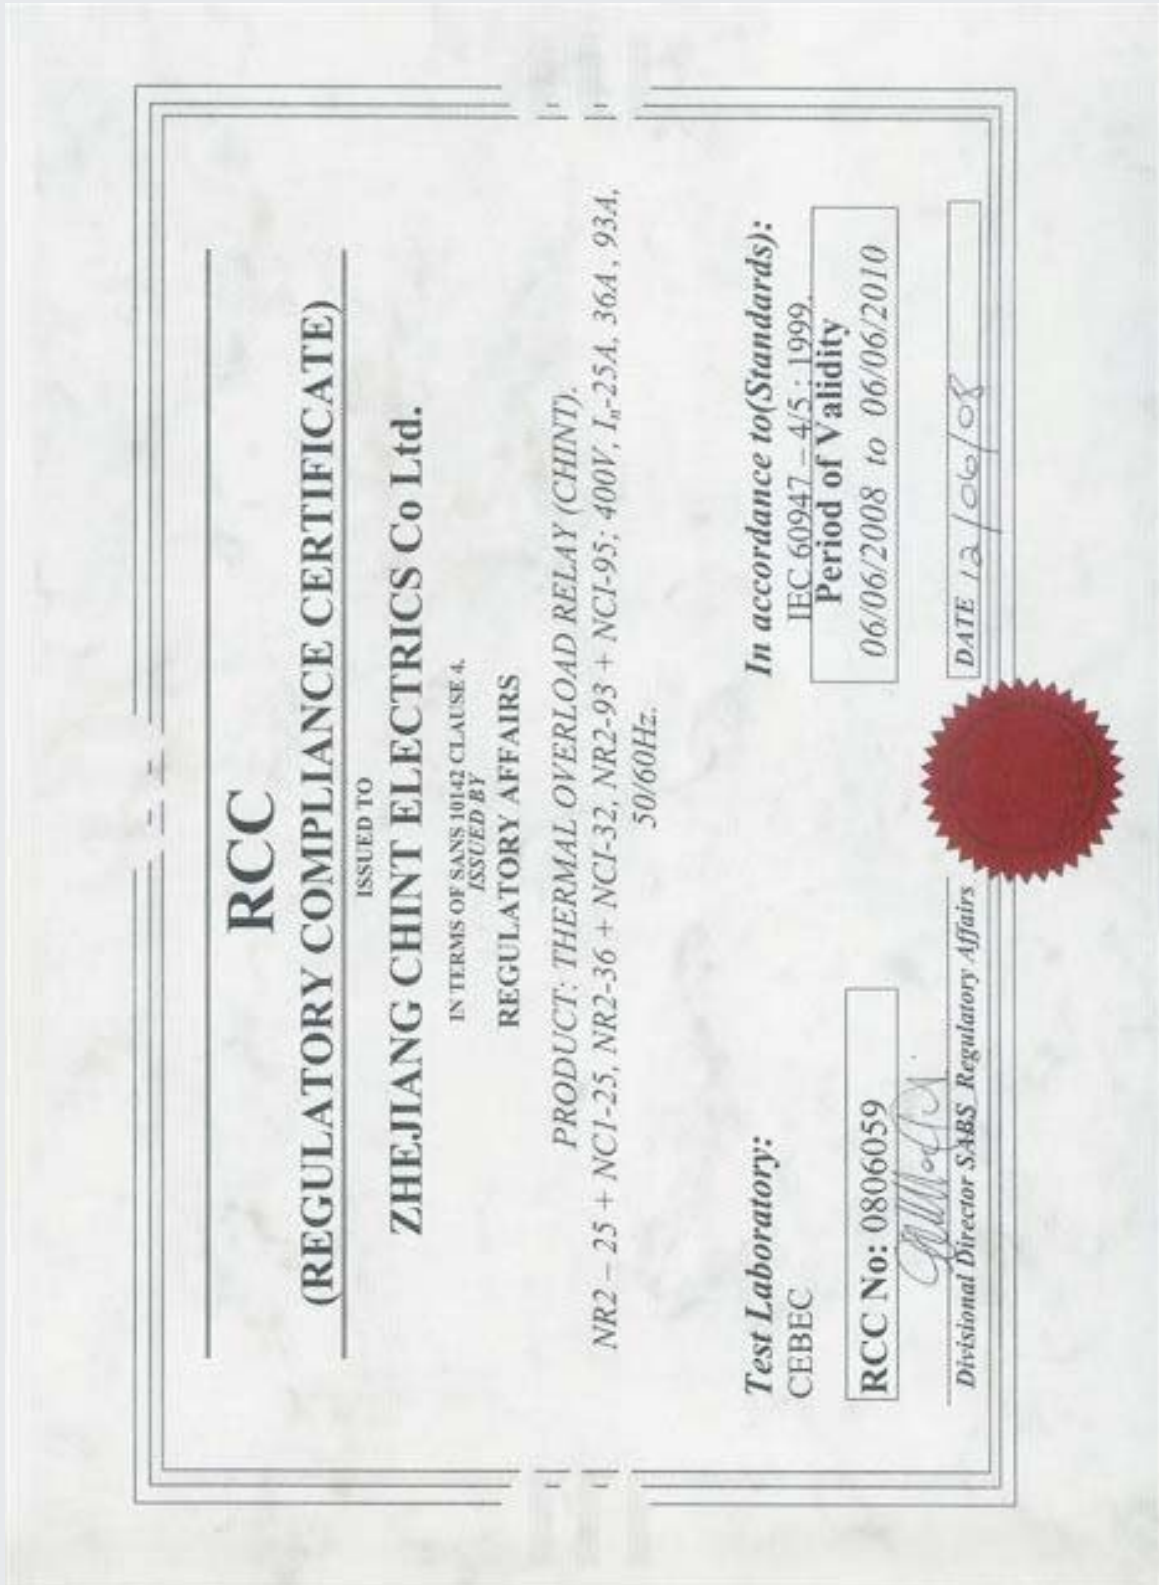 RCC
(REGULATORY COMPLIANCE CERTIFICATE)
ISSUED TO
ZHEJIANG CHINT ELECTRICS Co Ltd.
IN TERMS OF SANS 10142 CLAUSE 4.
ISSUED BY
REGULATORY AFFAIRS
PRODUCT: THERMAL OVERLOAD RELAY (CHINT).
NR2 – 25 + NC1-25, NR2-36 + NC1-32, NR2-93 + NC1-95; 400V, In-25A, 36A, 93A,
50/60Hz.
Test Laboratory:
CEBEC
In accordance to(Standards):
IEC 60947 – 4/5 : 1999.
Period of Validity
06/06/2008 to 06/06/2010
RCC No: 0806059
Divisional Director SABS Regulatory Affairs
DATE 12/06/08